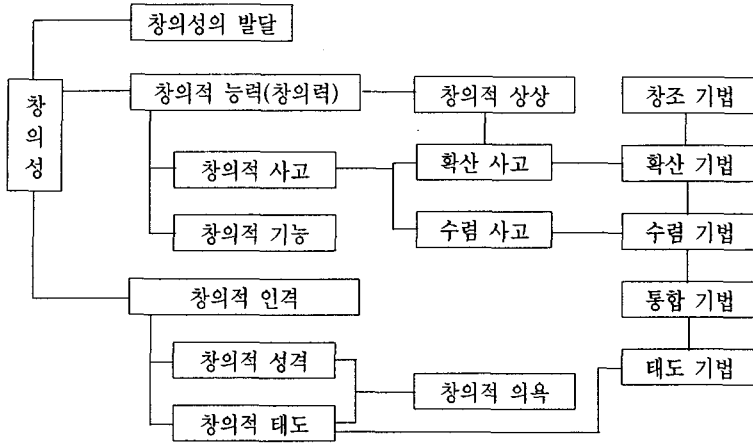 창의성의 발달
창의성
창의적 능력(창의력)
창의적 상상
창조 기법
창의적 사고
확산 사고
확산 기법
창의적 기능
수렴 사고
수렴 기법
창의적 인격
통합 기법
창의적 성격
창의적 의욕
태도 기법
창의적 태도